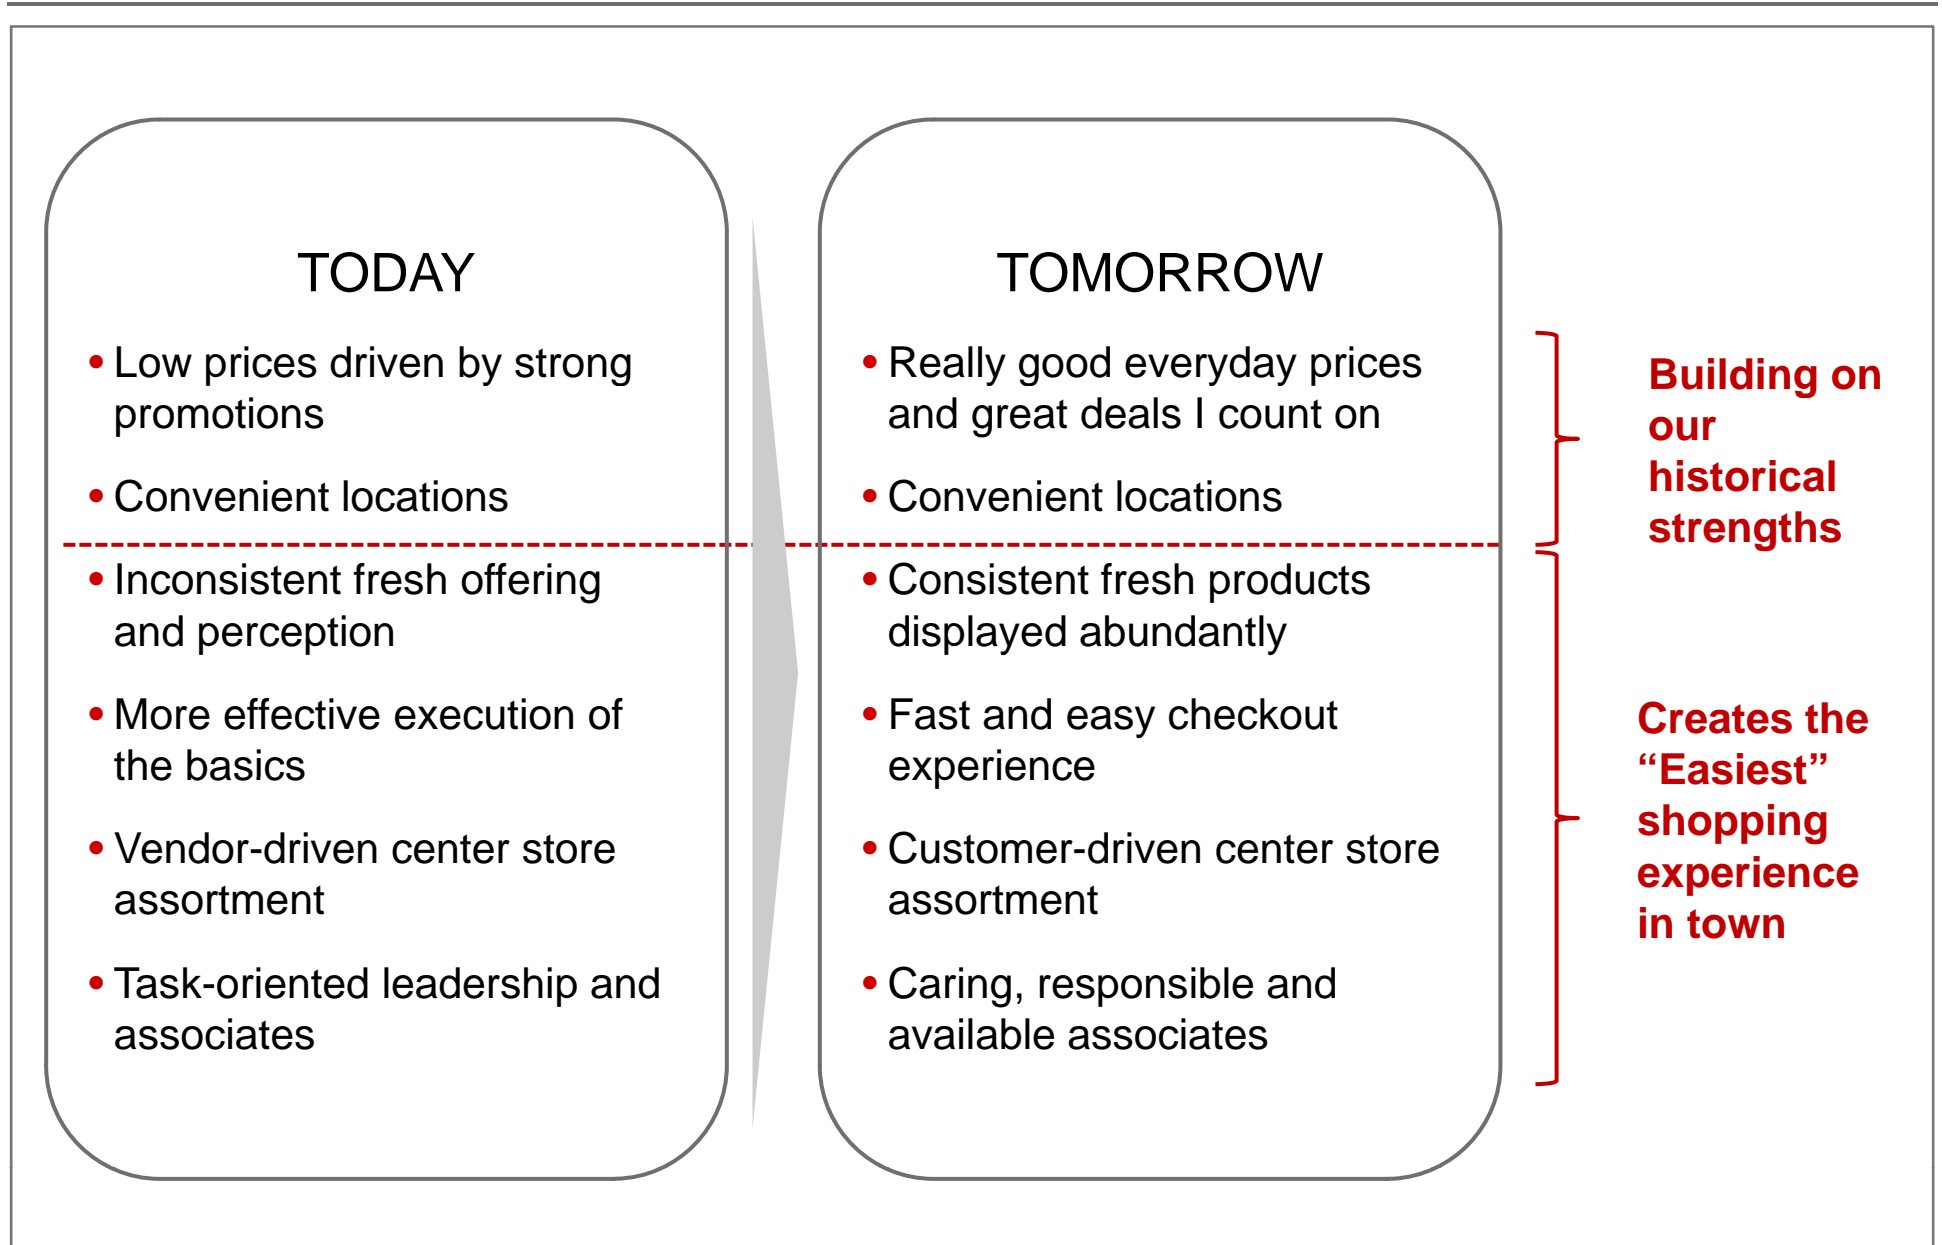 TODAY
• Low prices driven by strong
promotions
• Convenient locations
• Inconsistent fresh offering
and perception
• More effective execution of
the basics
• Vendor-driven center store
assortment
• Task-oriented leadership and
associates
TOMORROW
• Really good everyday prices
and great deals I count on
• Convenient locations
• Consistent fresh products
displayed abundantly
• Fast and easy checkout
experience
• Customer-driven center store
assortment
• Caring, responsible and
available associates
Building on
our
historical
strengths
Creates the
“Easiest”
shopping
experience
in town